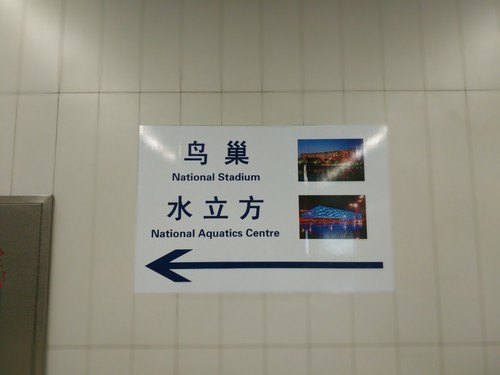 鸟巢
National Stadium
水立方
National Aquatics Centre